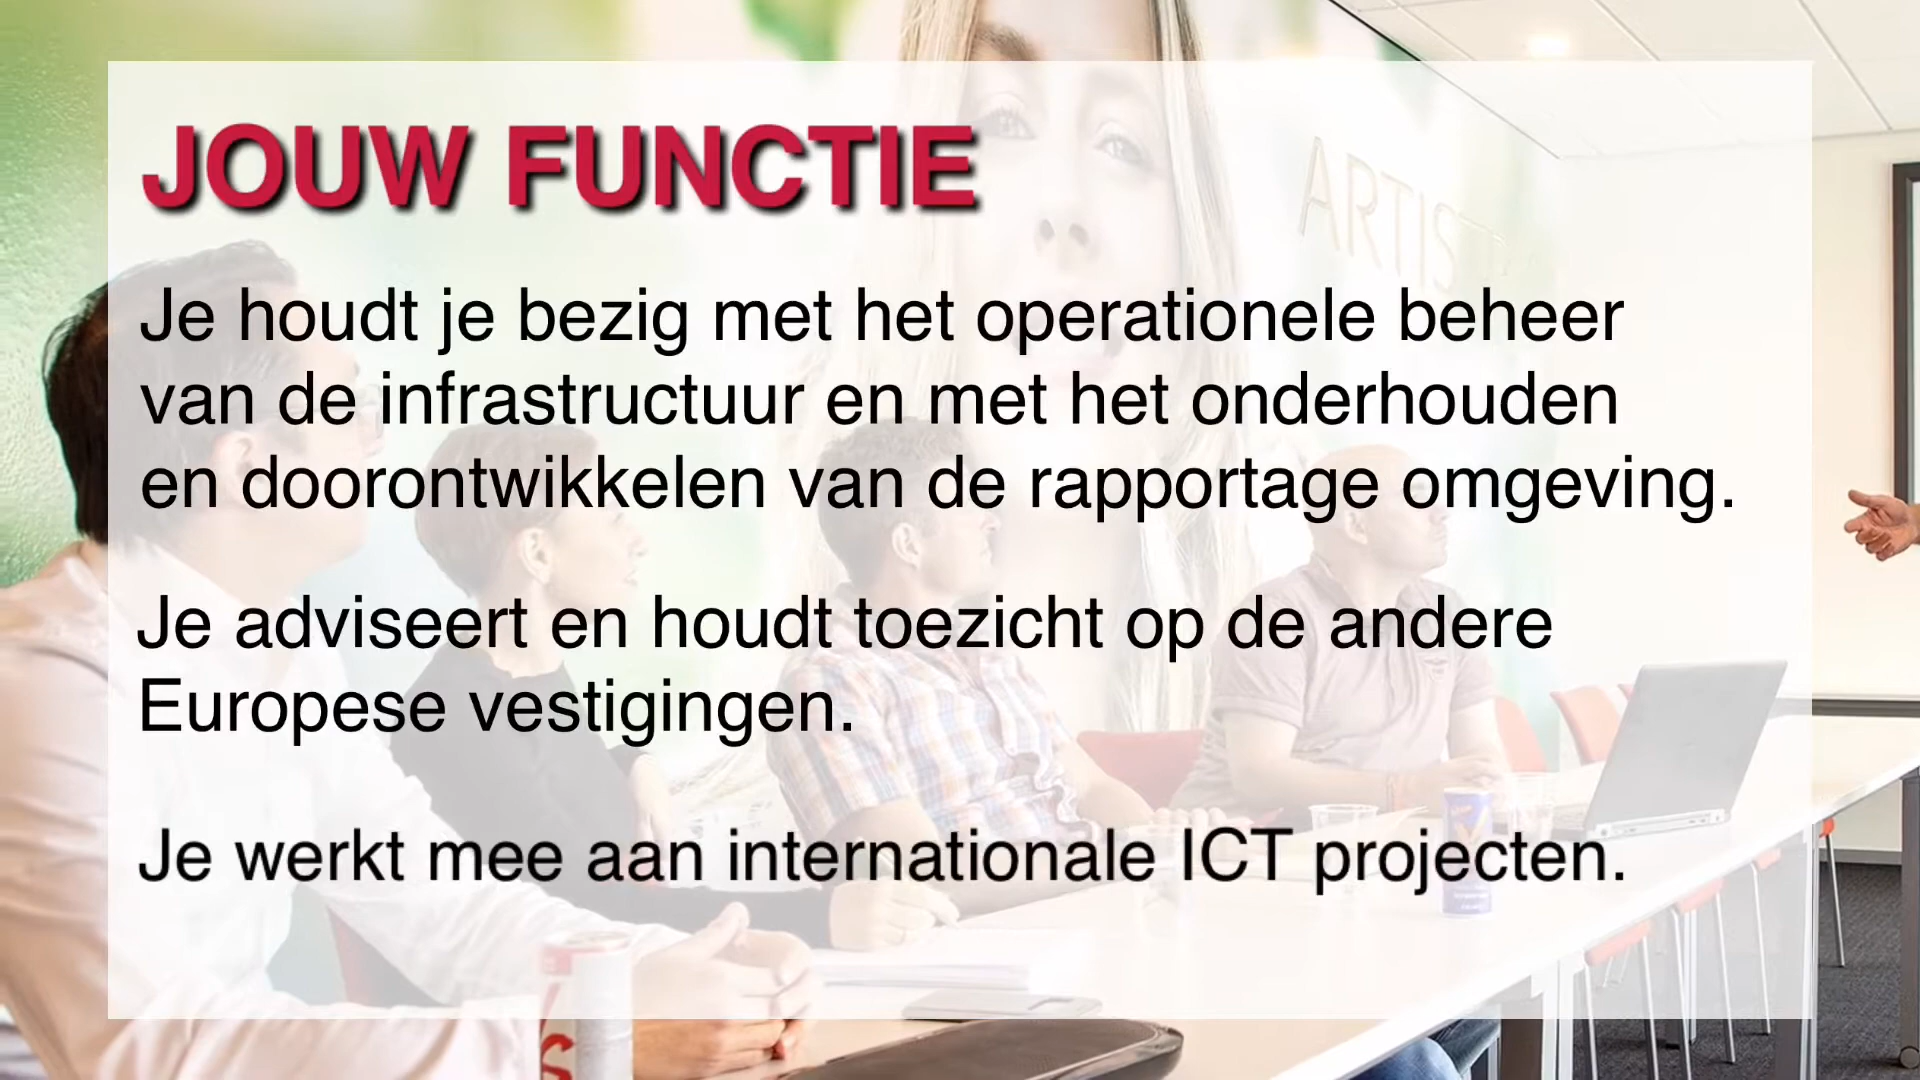 JOUW FUNCTIE
ARTIS
Je houdt je bezig met het operationele beheer
van de infrastructuur en met het onderhouden
en doorontwikkelen van de rapportage omgeving.
Je adviseert en houdt toezicht op de andere
Europese vestigingen.
Je werkt mee aan internationale ICT projecten.